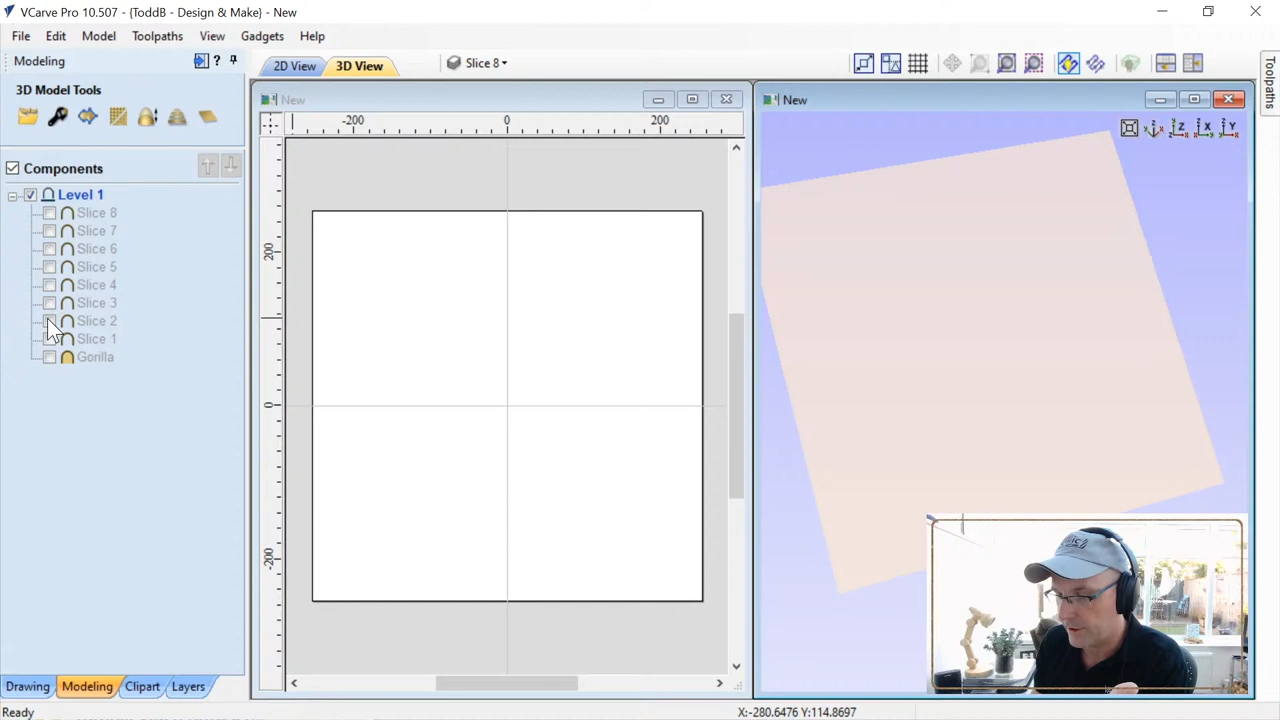 VCarve Pro 10.507 - {ToddB - Design & Make} - New
File Edit Model Toolpaths View Gadgets Help
Modeling
?
2D View 3D View Slice 8
3D Model Tools
New
New
-200 0 200
Z X Y
Components
Level 1
Slice 8
Slice 7
Slice 6
Slice 5
Slice 4
Slice 3
Slice 2
Slice 1
Gorilla
200
0
-200
Toolpaths
Drawing Modeling Clipart Layers
Ready
X:-280.6476 Y:114.8697